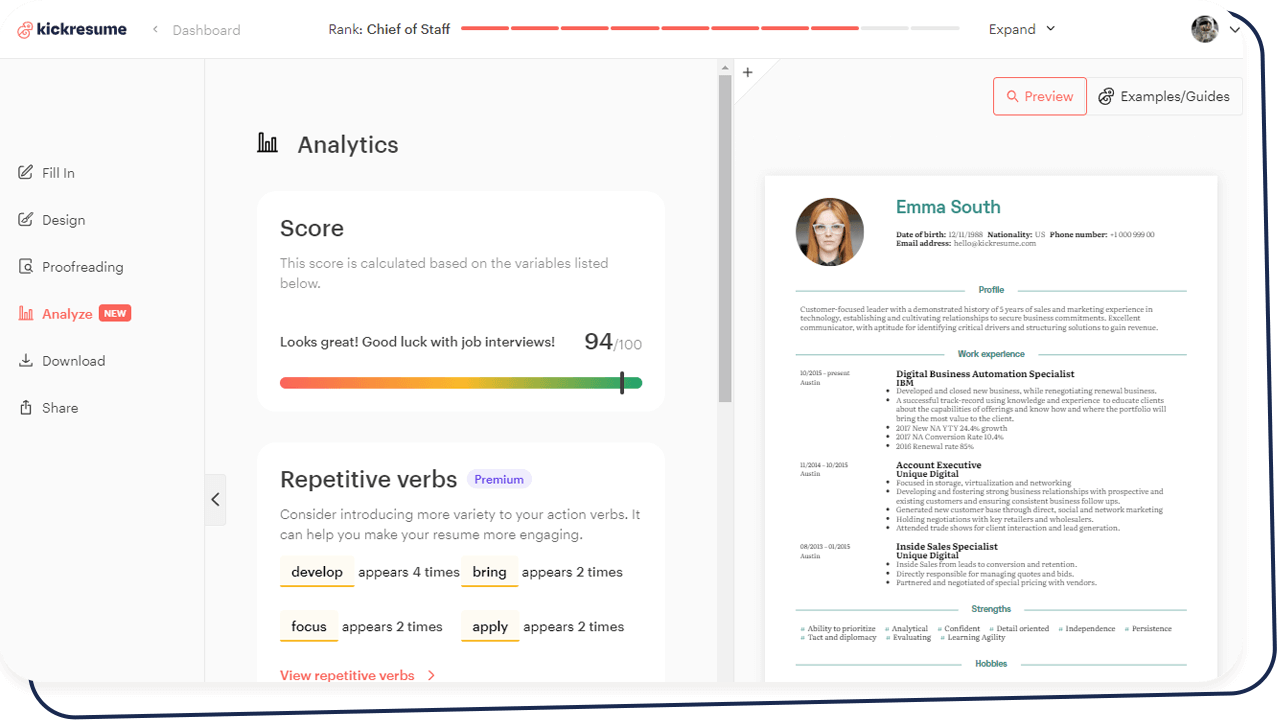 kickresume
Dashboard
Rank: Chief of Staff
Expand
Fill In
Design
Proofreading
Analyze NEW
Download
Share
Analytics
Score
This score is calculated based on the variables listed
below.
Looks great! Good luck with job interviews! 94/100
Repetitive verbs Premium
Consider introducing more variety to your action verbs. It
can help you make your resume more engaging.
develop appears 4 times bring appears 2 times
focus appears 2 times apply appears 2 times
View repetitive verbs
Preview
Examples/Guides
Emma South
Date of birth: 12/11/1988 Nationality: US Phone number: +1 000 999 00
Email address: hello@kickresume.com
Profile
Customer-focused leader with a demonstrated history of 5 years of sales and marketing experience in
technology, establishing and cultivating relationships to secure business commitments. Excellent
communicator, with aptitude for identifying critical drivers and structuring solutions to gain revenue.
Work experience
10/2015 - present
Austin
Digital Business Automation Specialist
IBM
Developed and closed new business, while renegotiating renewal business.
A successful track-record using knowledge and experience to educate clients
about the capabilities of offerings and know how and where the portfolio will
bring the most value to the client.
2017 New NA YTY 24.4% growth
2017 NA Conversion Rate 10.4%
2016 Renewal rate 85%
11/2014 - 10/2015
Austin
Account Executive
Unique Digital
Focused in storage, virtualization and networking
Developing and fostering strong business relationships with prospective and
existing customers and ensuring consistent business follow ups.
Generated new customer base through direct, social and network marketing
Holding negotiations with key retailers and wholesalers.
Attended trade shows for client interaction and lead generation.
08/2013 - 01/2015
Austin
Inside Sales Specialist
Unique Digital
Inside Sales from leads to conversion and retention.
Directly responsible for managing quotes and bids.
Partnered and negotiated of special pricing with vendors.
Strengths
Ability to prioritize Analytical Confident Detail oriented Independence Persistence
Tact and diplomacy Evaluating Learning Agility
Hobbies